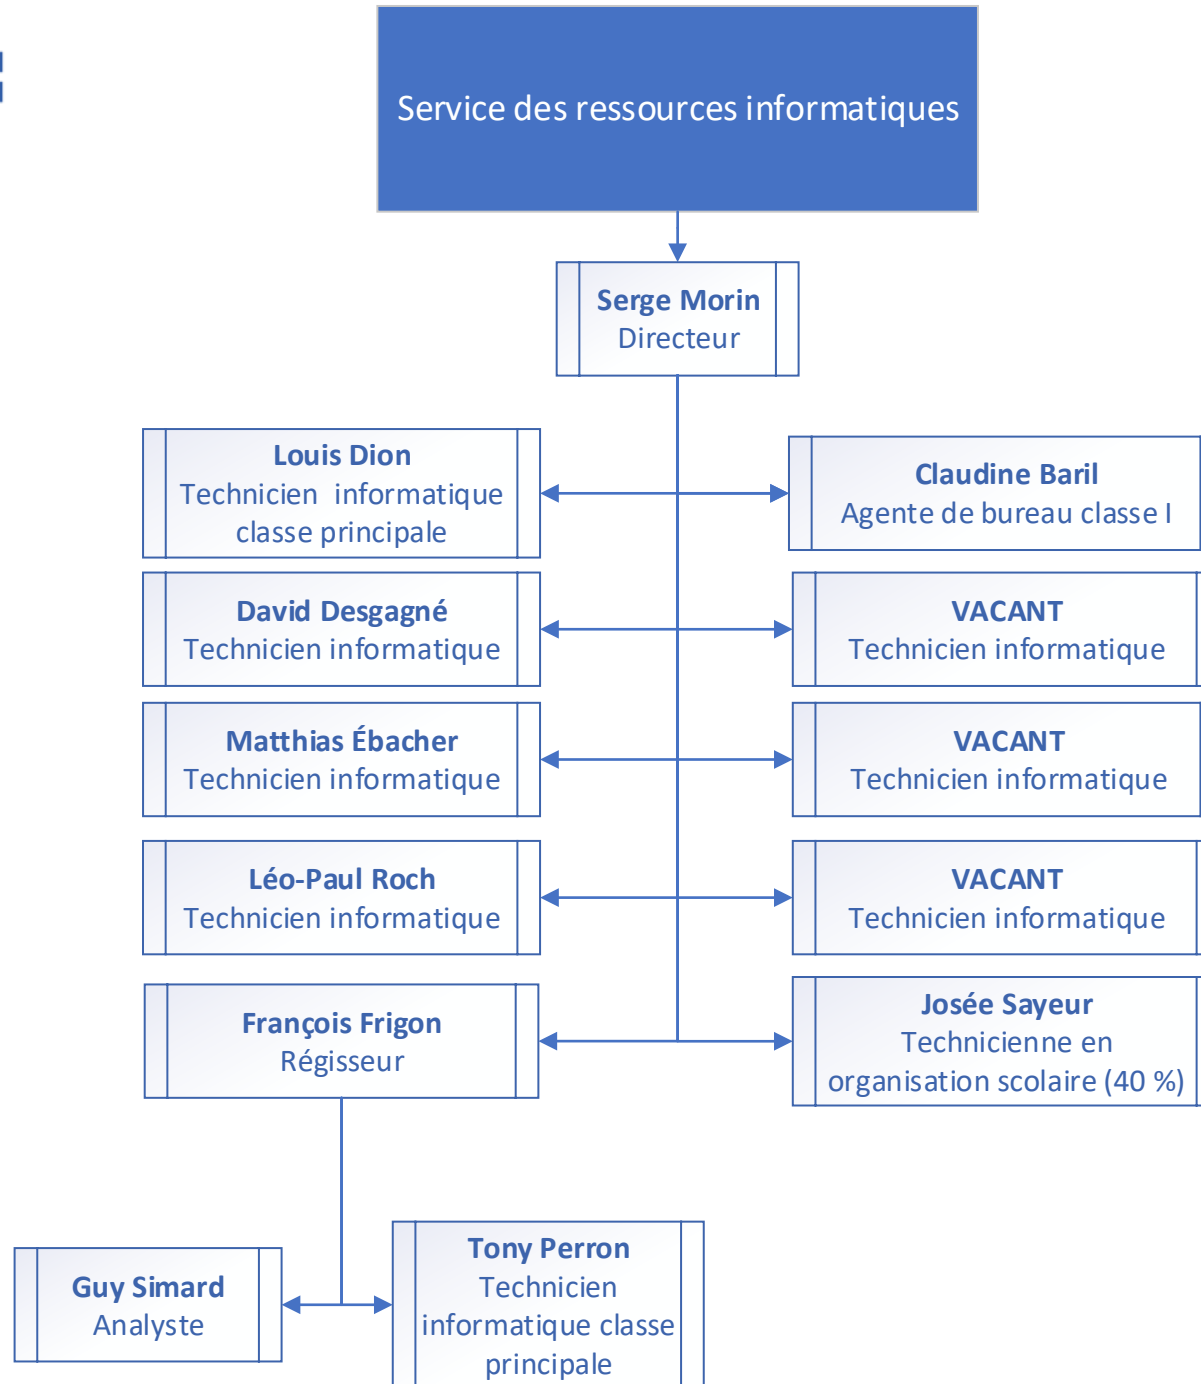 Service des ressources informatiques
Serge Morin
Directeur
Louis Dion
Technicien informatique
classe principale
Claudine Baril
Agente de bureau classe I
David Desgagné
Technicien informatique
VACANT
Technicien informatique
Matthias Ébacher
Technicien informatique
VACANT
Technicien informatique
Léo-Paul Roch
Technicien informatique
VACANT
Technicien informatique
François Frigon
Régisseur
Josée Sayeur
Technicienne en
organisation scolaire (40 %)
Guy Simard
Analyste
Tony Perron
Technicien
informatique classe
principale